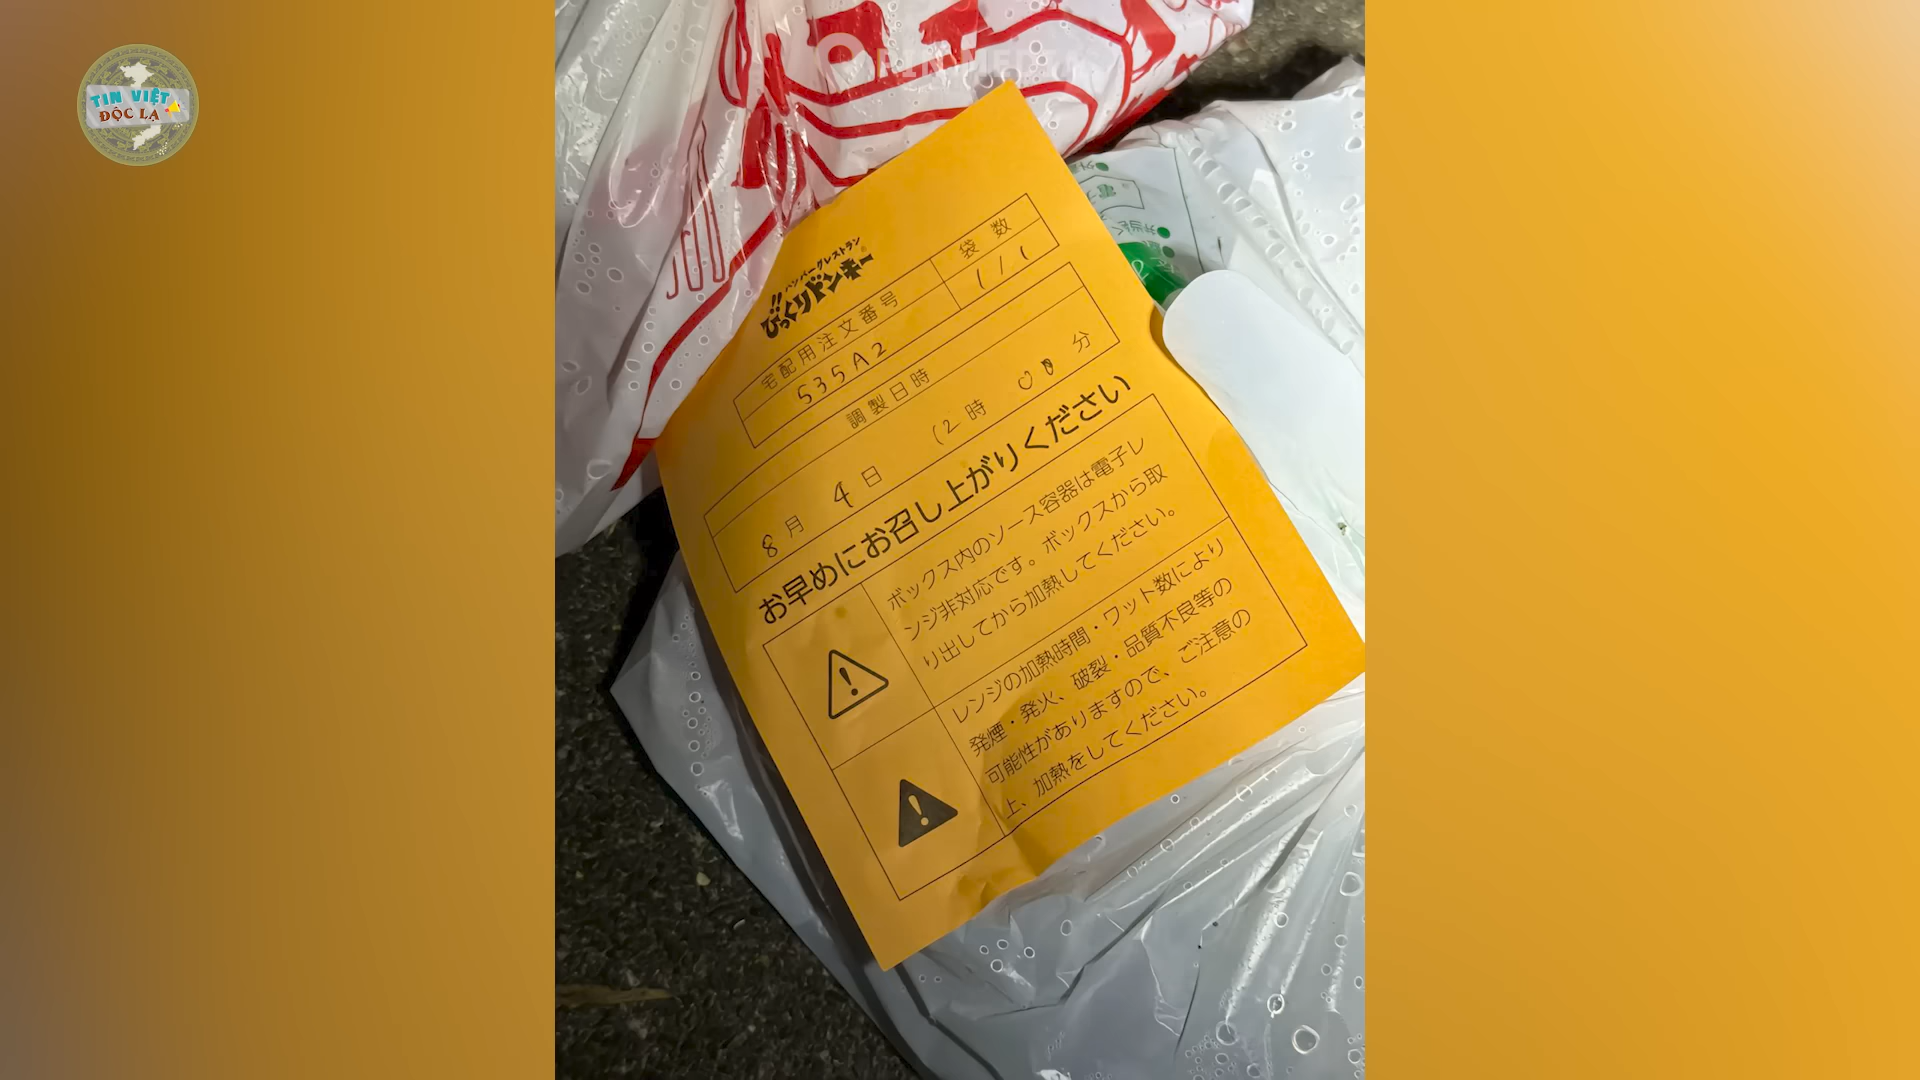 TIN VIỆT
ĐỘC LẠ
ハンバーグレストラン
びっくりドンキー
宅配用注文番号
袋数
535A2
1/1
調製日時
8月 4日 12時 00分
お早めにお召し上がりください
ボックス内のソース容器は電子レ
ンジ非対応です。ボックスから取
り出してから加熱してください。
レンジの加熱時間・ワット数により
発煙・発火、破裂・品質不良等の
可能性がありますので、ご注意の
上、加熱をしてください。